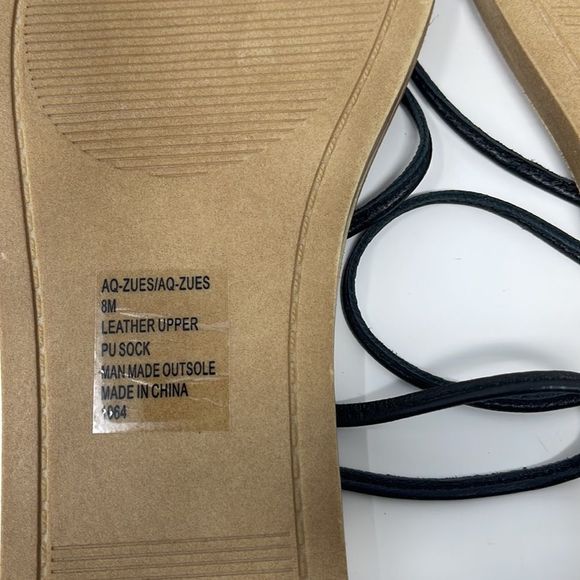 AQ-ZUES/AQ-ZUES
8M
LEATHER UPPER
PU SOCK
MAN MADE OUTSOLE
MADE IN CHINA